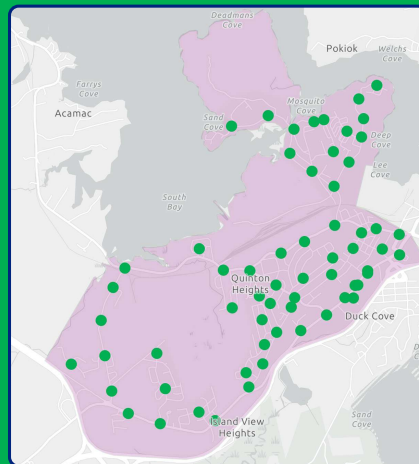 Deadmans
Cove
Pokiok
Welchs
Cove
Farrys
Cove
Acamac
Sand
Cove
Mosquito
Cove
Deep
Cove
Lee
Cove
South
Bay
Quinton
Heights
Duck Cove
Island View
Heights
Sand
Cove